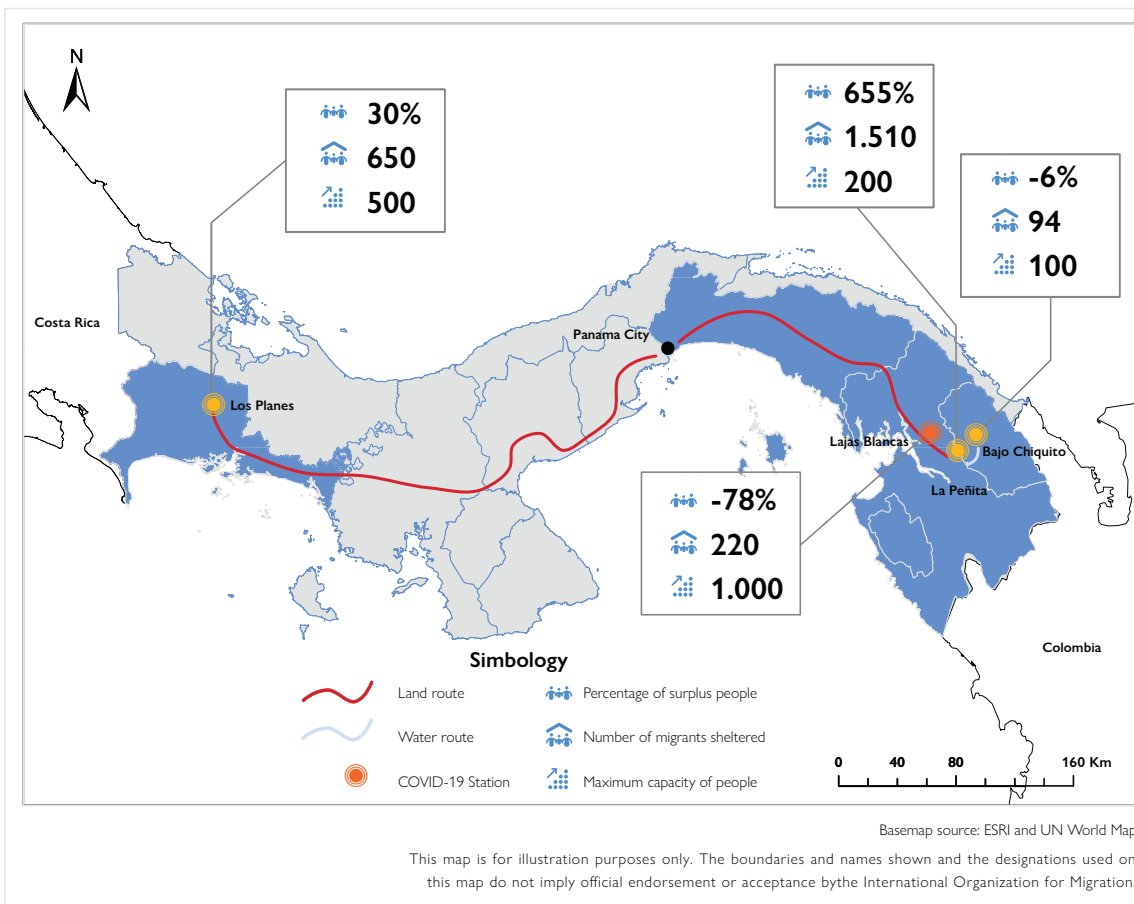 N
30%
650
500
655%
1.510
200
-6%
94
100
Costa Rica
Panama City
Los Planes
Lajas Blancas
Bajo Chiquito
La Peñita
-78%
220
1.000
Colombia
Simbology
Land route
Percentage of surplus people
Water route
Number of migrants sheltered
COVID-19 Station
Maximum capacity of people
0 40 80 160 Km
Basemap source: ESRI and UN World Map
This map is for illustration purposes only. The boundaries and names shown and the designations used on
this map do not imply official endorsement or acceptance bythe International Organization for Migration